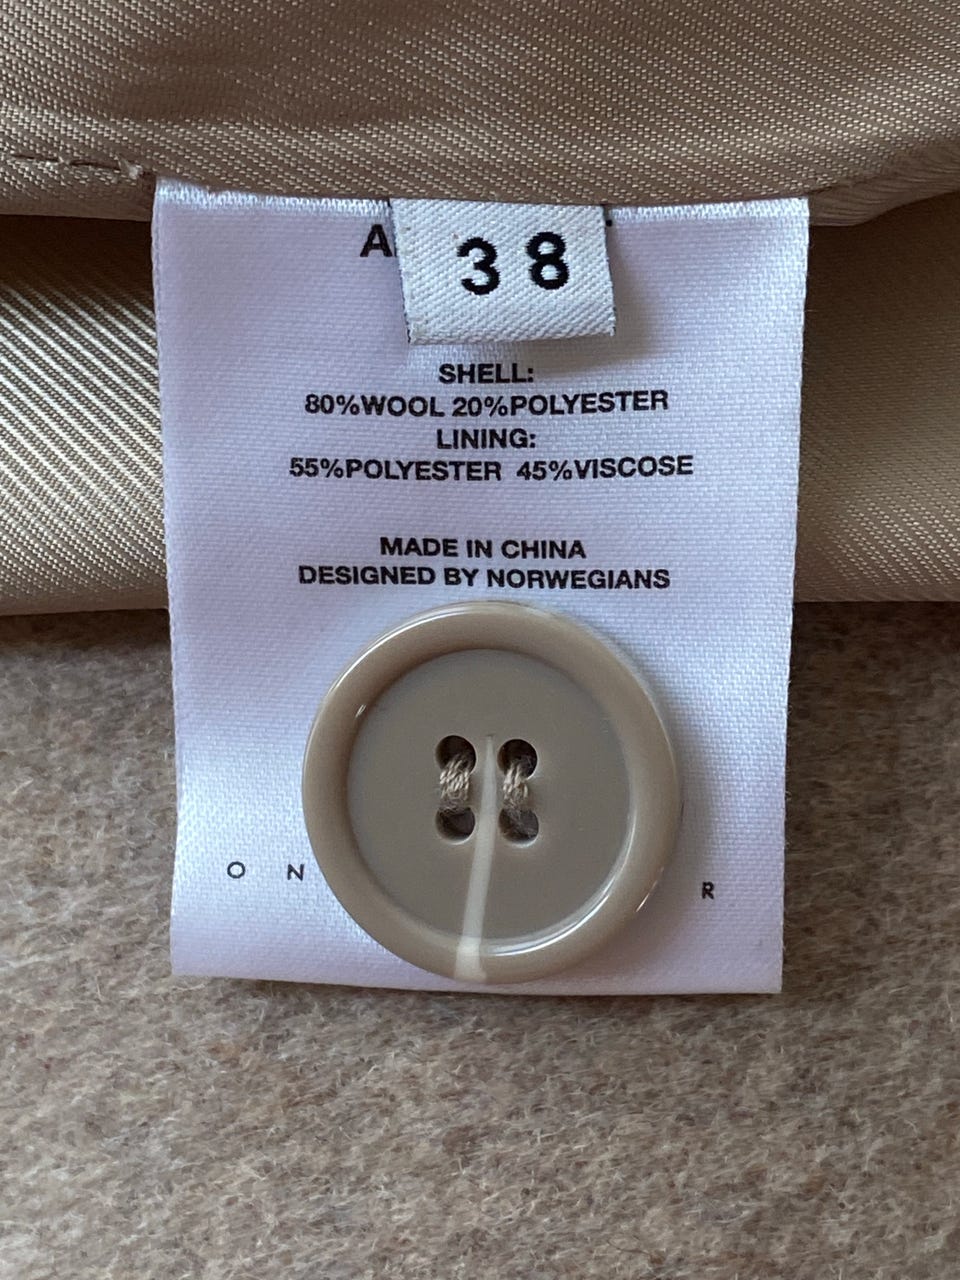 38
SHELL:
80%WOOL 20%POLYESTER
LINING:
55%POLYESTER 45%VISCOSE
MADE IN CHINA
DESIGNED BY NORWEGIANS